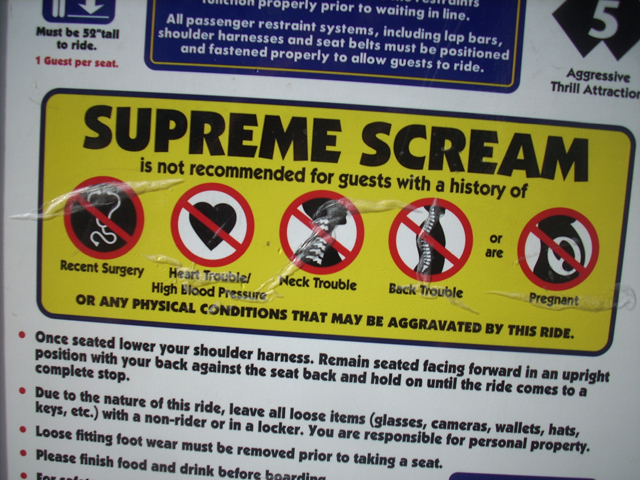 Must be 52"tall
to ride.
1 Guest per seat.
function properly prior to waiting in line.
All passenger restraint systems, including lap bars,
shoulder harnesses and seat belts must be positioned
and fastened properly to allow guests to ride.
5
Aggressive
Thrill Attraction
SUPREME SCREAM
is not recommended for guests with a history of
Recent Surgery
Heart Trouble/
High Blood Pressure
Neck Trouble
Back Trouble
or
are
Pregnant
OR ANY PHYSICAL CONDITIONS THAT MAY BE AGGRAVATED BY THIS RIDE.
• Once seated lower your shoulder harness. Remain seated facing forward in an upright
position with your back against the seat back and hold on until the ride comes to a
complete stop.
• Due to the nature of this ride, leave all loose items (glasses, cameras, wallets, hats,
keys, etc.) with a non-rider or in a locker. You are responsible for personal property.
• Loose fitting foot wear must be removed prior to taking a seat.
• Please finish food and drink before boarding